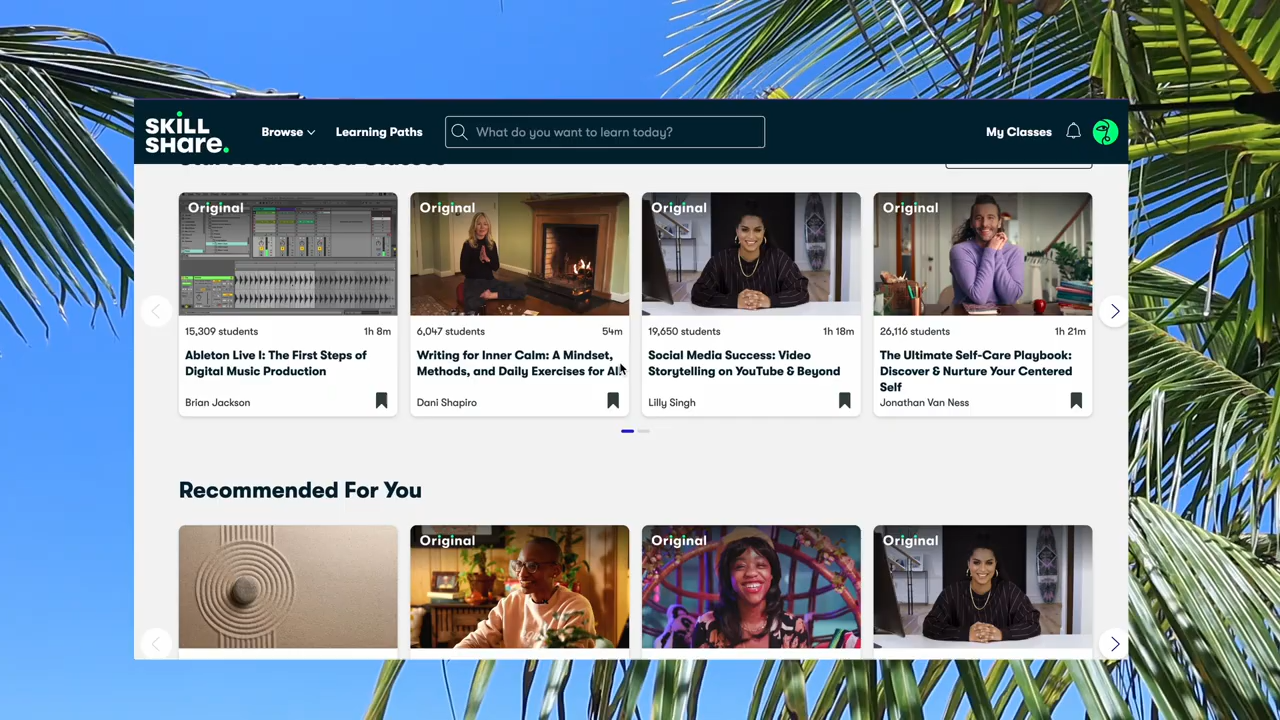 SKILL
SHARE.
Browse
Learning Paths
What do you want to learn today?
My Classes
Original
Original
Original
Original
15,309 students
1h 8m
6,047 students
54m
19,650 students
1h 18m
26,116 students
1h 21m
Ableton Live I: The First Steps of
Digital Music Production
Writing for Inner Calm: A Mindset,
Methods, and Daily Exercises for All
Social Media Success: Video
Storytelling on YouTube & Beyond
The Ultimate Self-Care Playbook:
Discover & Nurture Your Centered
Self
Brian Jackson
Dani Shapiro
Lilly Singh
Jonathan Van Ness
Recommended For You
Original
Original
Original